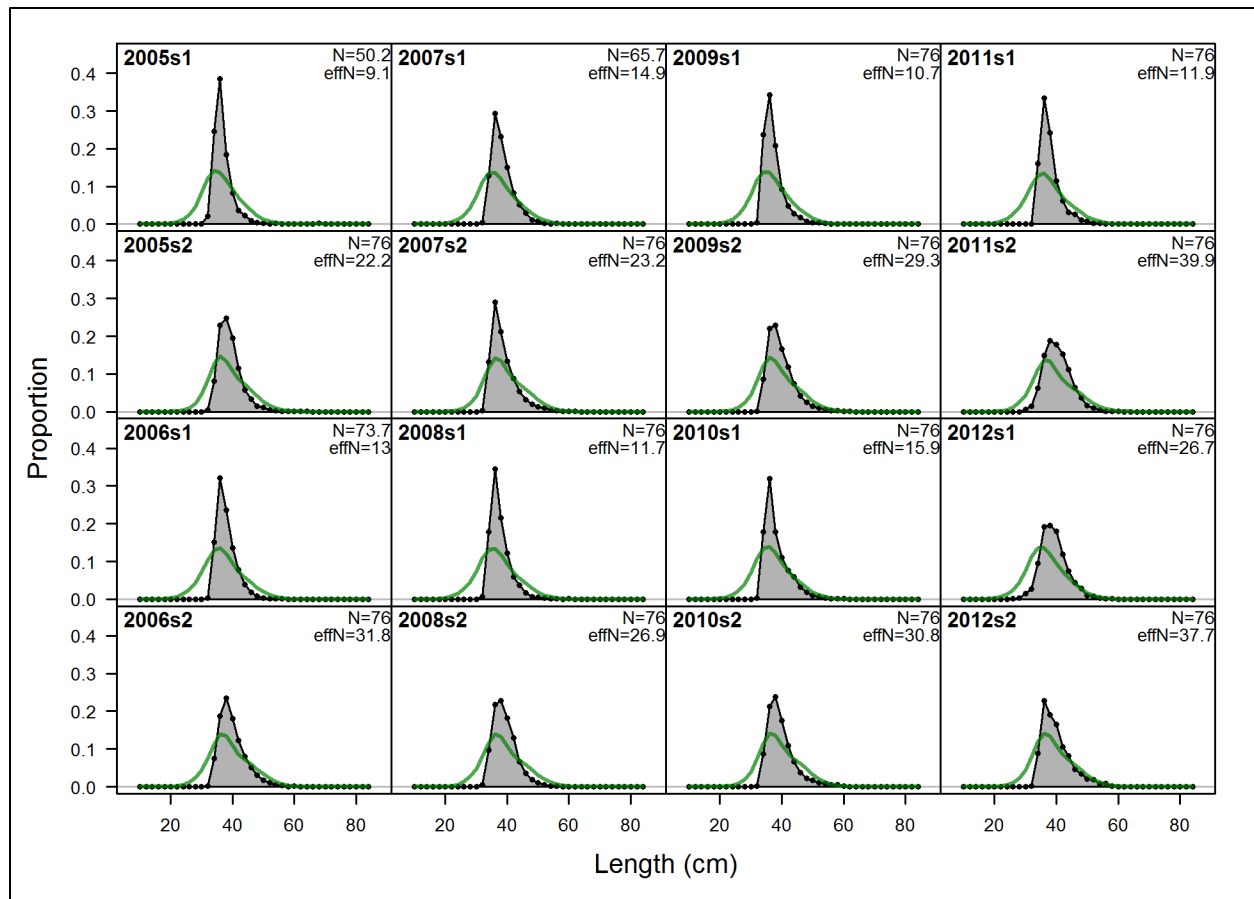 2005s1 N=50.2 2007s1 N=65.7 2009s1 N=76 2011s1 N=76
effN=9.1 effN=14.9 effN=10.7 effN=11.9
0.4
0.3
0.2
0.1
0.0
2005s2 N=76 2007s2 N=76 2009s2 N=76 2011s2 N=76
effN=22.2 effN=23.2 effN=29.3 effN=39.9
0.4
0.3
0.2
0.1
0.0
Proportion
2006s1 N=73.7 2008s1 N=76 2010s1 N=76 2012s1 N=76
effN=13 effN=11.7 effN=15.9 effN=26.7
0.4
0.3
0.2
0.1
0.0
2006s2 N=76 2008s2 N=76 2010s2 N=76 2012s2 N=76
effN=31.8 effN=26.9 effN=30.8 effN=37.7
0.4
0.3
0.2
0.1
0.0
20 40 60 80 20 40 60 80 20 40 60 80 20 40 60 80
Length (cm)